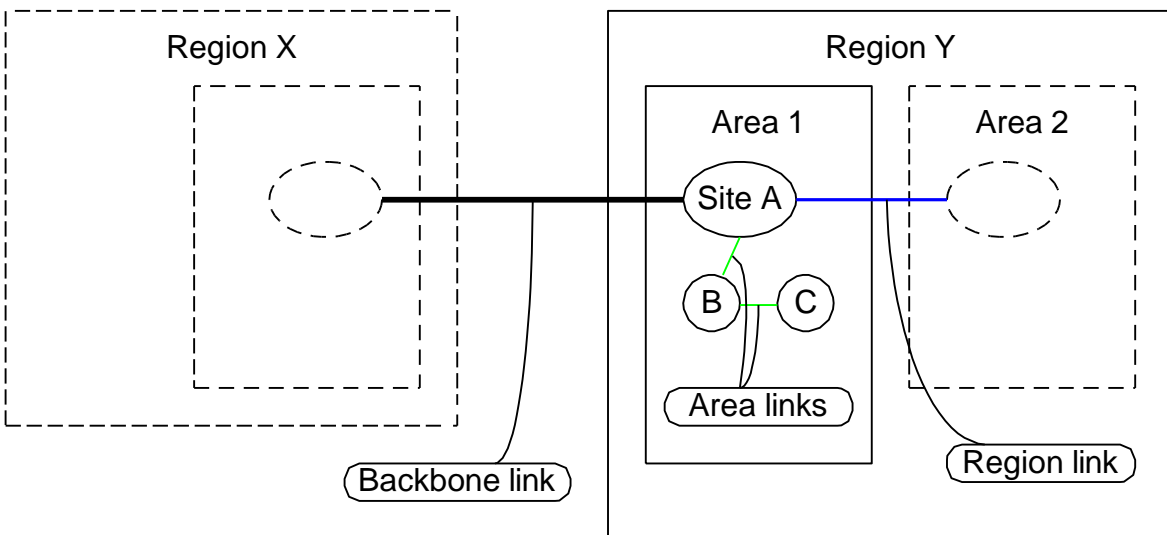 Region X
Region Y
Area 1
Area 2
Site A
B
C
Area links
Backbone link
Region link